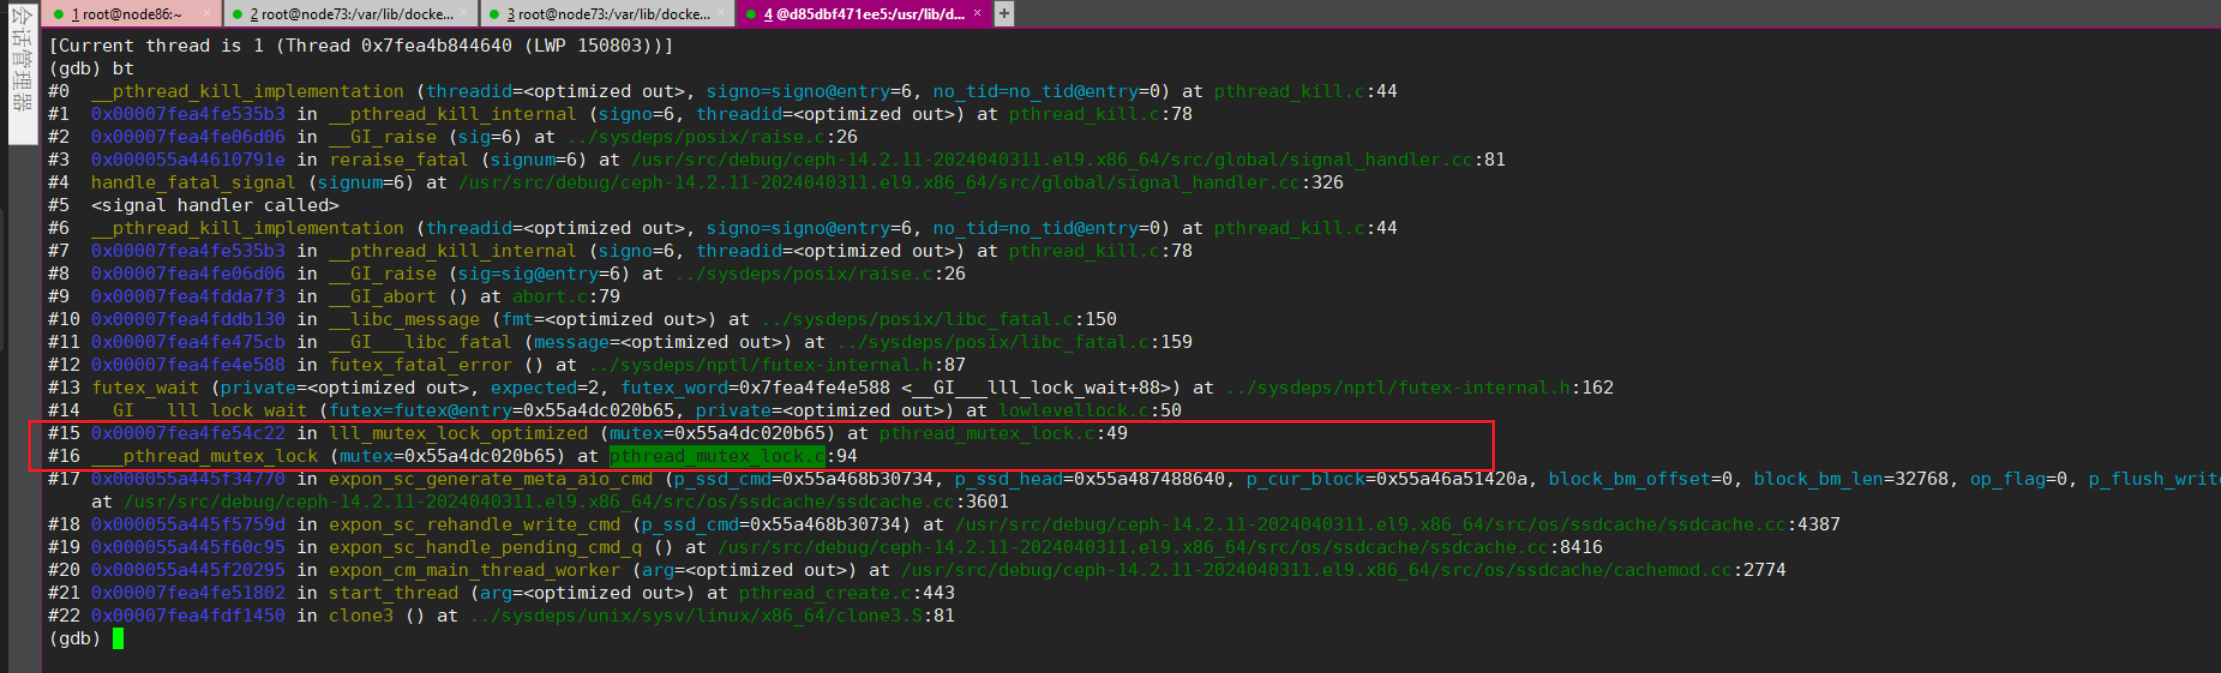 会话管理器
1 root@node86:~ × 2 root@node73:/var/lib/docke... × 3 root@node73:/var/lib/docke... × 4 @d85dbf471ee5:/usr/lib/d... × +
[Current thread is 1 (Thread 0x7fea4b844640 (LWP 150803))]
(gdb) bt
#0  __pthread_kill_implementation (threadid=<optimized out>, signo=signo@entry=6, no_tid=no_tid@entry=0) at pthread_kill.c:44
#1  0x00007fea4fe535b3 in __pthread_kill_internal (signo=6, threadid=<optimized out>) at pthread_kill.c:78
#2  0x00007fea4fe06d06 in __GI_raise (sig=6) at ../sysdeps/posix/raise.c:26
#3  0x000055a44610791e in reraise_fatal (signum=6) at /usr/src/debug/ceph-14.2.11-2024040311.el9.x86_64/src/global/signal_handler.cc:81
#4  handle_fatal_signal (signum=6) at /usr/src/debug/ceph-14.2.11-2024040311.el9.x86_64/src/global/signal_handler.cc:326
#5  <signal handler called>
#6  __pthread_kill_implementation (threadid=<optimized out>, signo=signo@entry=6, no_tid=no_tid@entry=0) at pthread_kill.c:44
#7  0x00007fea4fe535b3 in __pthread_kill_internal (signo=6, threadid=<optimized out>) at pthread_kill.c:78
#8  0x00007fea4fe06d06 in __GI_raise (sig=sig@entry=6) at ../sysdeps/posix/raise.c:26
#9  0x00007fea4fdda7f3 in __GI_abort () at abort.c:79
#10 0x00007fea4fddb130 in __libc_message (fmt=<optimized out>) at ../sysdeps/posix/libc_fatal.c:150
#11 0x00007fea4fe475cb in __GI___libc_fatal (message=<optimized out>) at ../sysdeps/posix/libc_fatal.c:159
#12 0x00007fea4fe4e588 in futex_fatal_error () at ../sysdeps/nptl/futex-internal.h:87
#13 futex_wait (private=<optimized out>, expected=2, futex_word=0x7fea4fe4e588 <__GI___lll_lock_wait+88>) at ../sysdeps/nptl/futex-internal.h:162
#14 __GI___lll_lock_wait (futex=futex@entry=0x55a4dc020b65, private=<optimized out>) at lowlevellock.c:50
#15 0x00007fea4fe54c22 in lll_mutex_lock_optimized (mutex=0x55a4dc020b65) at pthread_mutex_lock.c:49
#16 ___pthread_mutex_lock (mutex=0x55a4dc020b65) at pthread_mutex_lock.c:94
#17 0x000055a445f34770 in expon_sc_generate_meta_aio_cmd (p_ssd_cmd=0x55a468b30734, p_ssd_head=0x55a487488640, p_cur_block=0x55a46a51420a, block_bm_offset=0, block_bm_len=32768, op_flag=0, p_flush_writ
    at /usr/src/debug/ceph-14.2.11-2024040311.el9.x86_64/src/os/ssdcache/ssdcache.cc:3601
#18 0x000055a445f5759d in expon_sc_rehandle_write_cmd (p_ssd_cmd=0x55a468b30734) at /usr/src/debug/ceph-14.2.11-2024040311.el9.x86_64/src/os/ssdcache/ssdcache.cc:4387
#19 0x000055a445f60c95 in expon_sc_handle_pending_cmd_q () at /usr/src/debug/ceph-14.2.11-2024040311.el9.x86_64/src/os/ssdcache/ssdcache.cc:8416
#20 0x000055a445f20295 in expon_cm_main_thread_worker (arg=<optimized out>) at /usr/src/debug/ceph-14.2.11-2024040311.el9.x86_64/src/os/ssdcache/cachemod.cc:2774
#21 0x00007fea4fe51802 in start_thread (arg=<optimized out>) at pthread_create.c:443
#22 0x00007fea4fdf1450 in clone3 () at ../sysdeps/unix/sysv/linux/x86_64/clone3.S:81
(gdb)